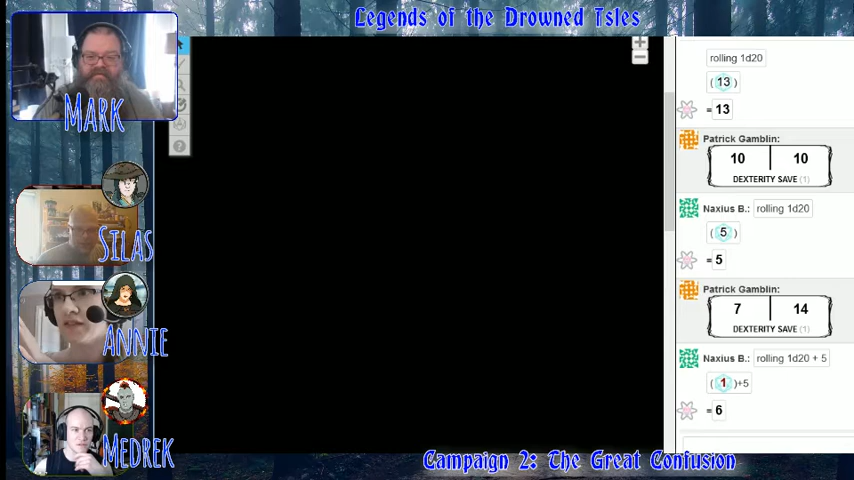 Legends of the Drowned Isles
MARK
SILAS
ANNIE
MEDREK
rolling 1d20
(13)
=13
Patrick Gamblin:
10 10
DEXTERITY SAVE (1)
Naxius B.: rolling 1d20
(5)
=5
Patrick Gamblin:
7 14
DEXTERITY SAVE (1)
Naxius B.: rolling 1d20 + 5
(1)+5
=6
Campaign 2: The Great Confusion